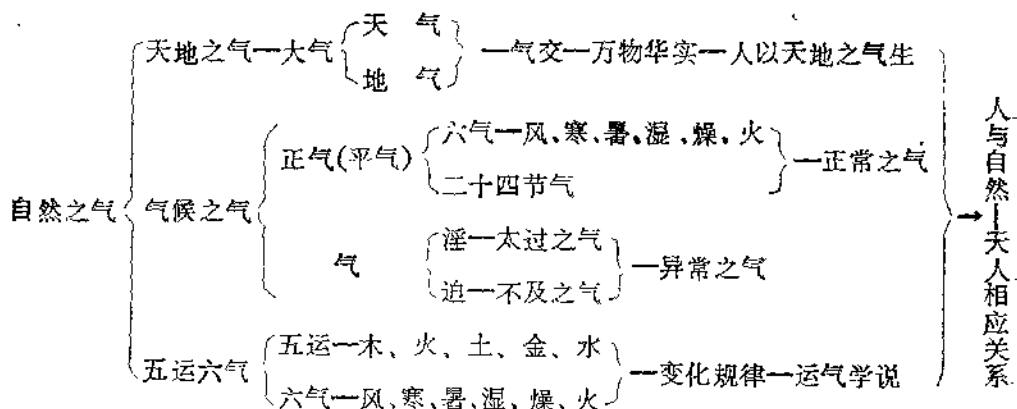 天 气
天地之气—大气
—气交—万物华实—人以天地之气生
地 气
六气—风、寒、暑、湿、燥、火
正气(平气)
—正常之气
二十四节气
自然之气
气候之气
淫—太过之气
气
—异常之气
迫—不及之气
五运—木、火、土、金、水
五运六气
—变化规律—运气学说
六气—风、寒、暑、湿、燥、火
→人与自然—天人相应关系